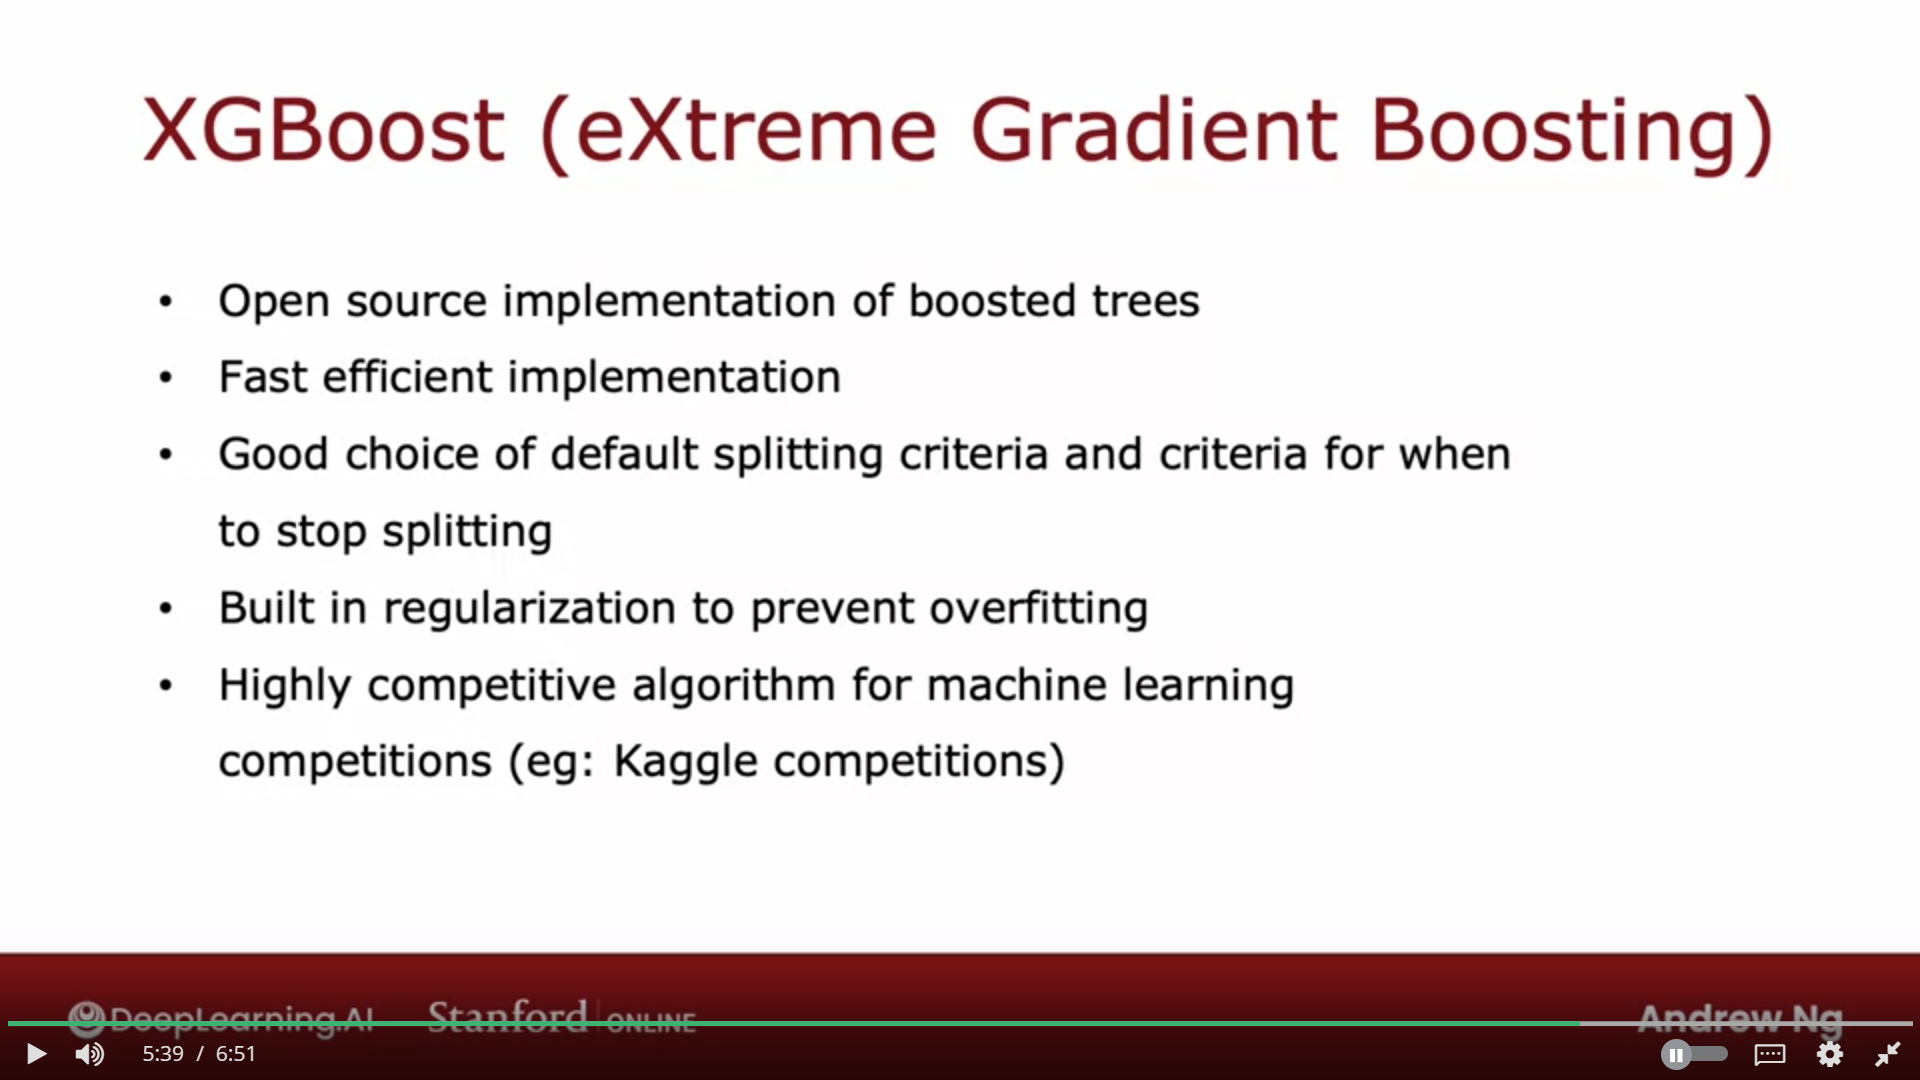 XGBoost (eXtreme Gradient Boosting)
• Open source implementation of boosted trees
• Fast efficient implementation
• Good choice of default splitting criteria and criteria for when
to stop splitting
• Built in regularization to prevent overfitting
• Highly competitive algorithm for machine learning
competitions (eg: Kaggle competitions)
DeepLearning.AI Stanford ONLINE Andrew Ng
5:39 / 6:51